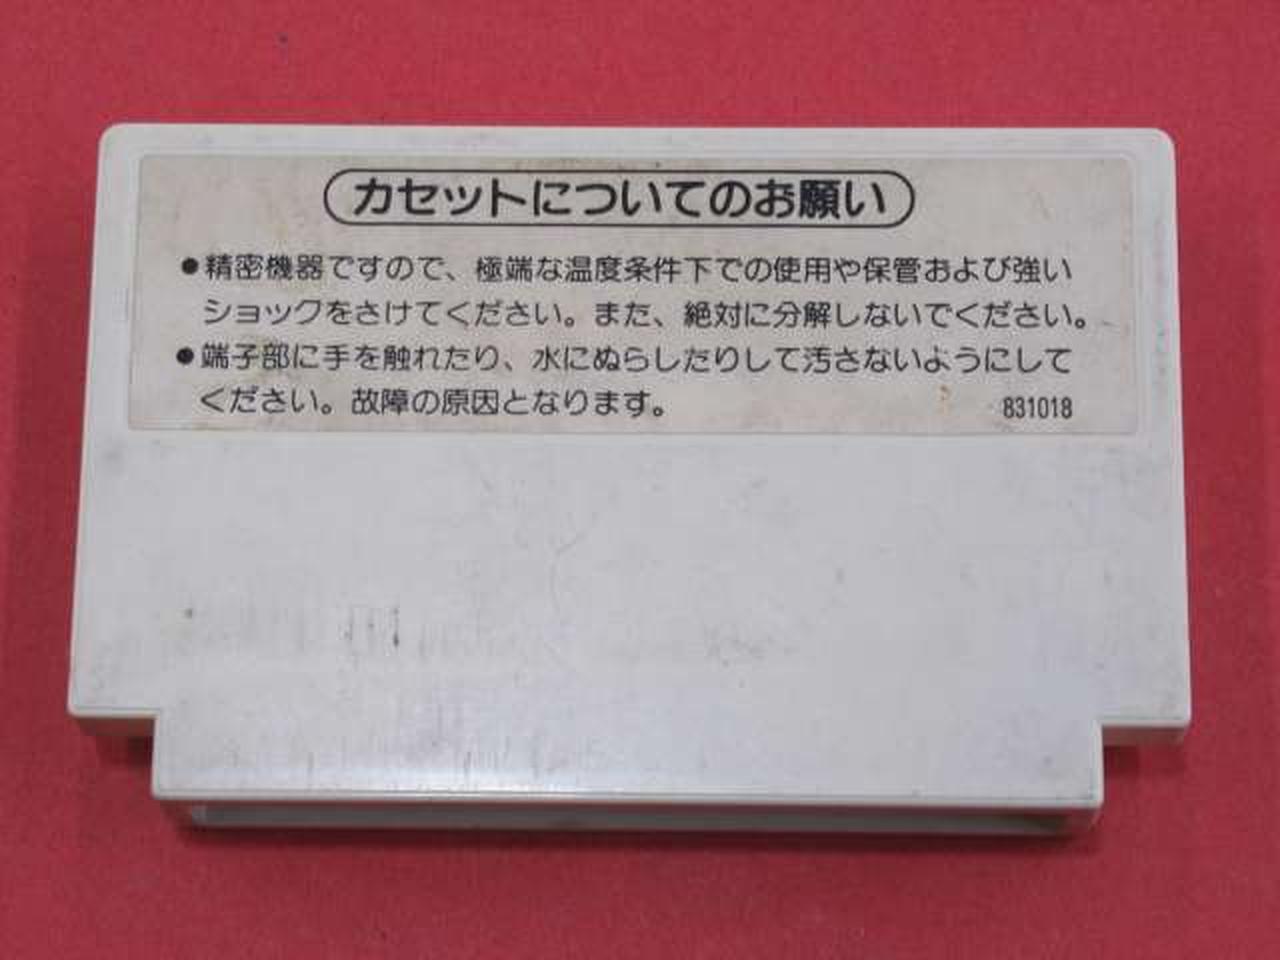 カセットについてのお願い
●精密機器ですので、極端な温度条件下での使用や保管および強い
ショックをさけてください。また、絶対に分解しないでください。
●端子部に手を触れたり、水にぬらしたりして汚さないようにして
ください。故障の原因となります。
831018